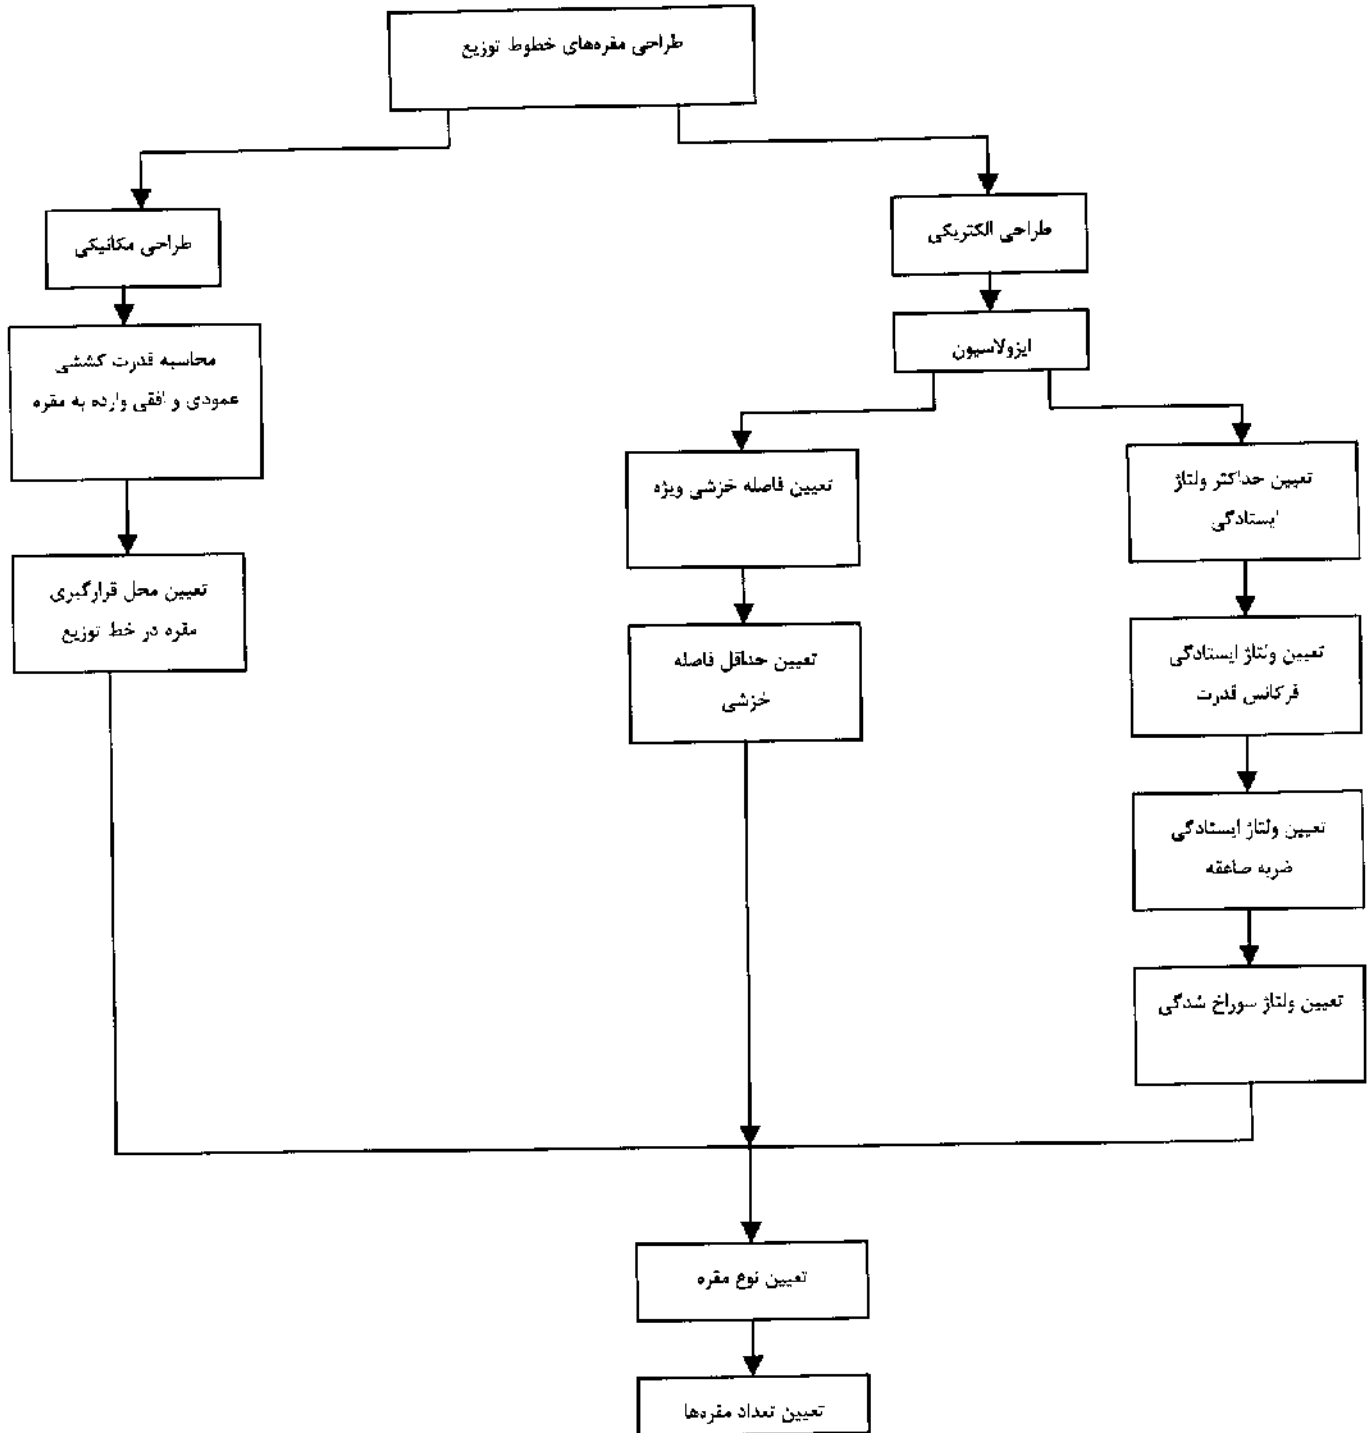 طراحی مقره‌های خطوط توزیع
طراحی الکتریکی
طراحی مکانیکی
ایزولاسیون
محاسبه قدرت کششی
عمودی و افقی وارده به مقره
تعیین حداکثر ولتاژ
ایستادگی
تعیین فاصله خزشی ویژه
تعیین محل قرارگیری
مقره در خط توزیع
تعیین ولتاژ ایستادگی
فرکانس قدرت
تعیین حداقل فاصله
خزشی
تعیین ولتاژ ایستادگی
ضربه صاعقه
تعیین ولتاژ سوراخ شدگی
تعیین نوع مقره
تعیین تعداد مقره‌ها